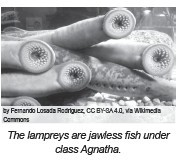 by Fernando Losada Rodríguez, CC BY-SA 4.0, via Wikimedia
Commons
The lampreys are jawless fish under
class Agnatha.